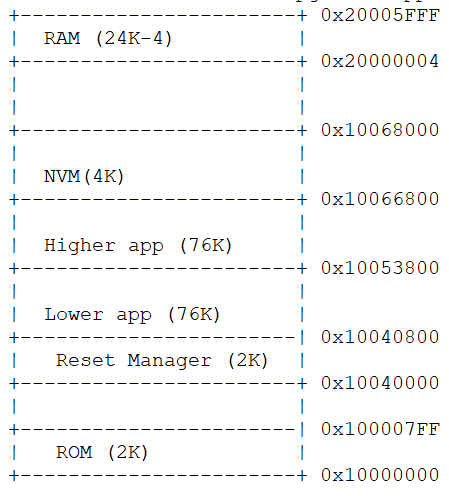 +-----------------------+ 0x20005FFF
| RAM (24K-4) |
+-----------------------+ 0x20000004
| |
| |
+-----------------------+ 0x10068000
| |
| NVM(4K) |
+-----------------------+ 0x10066800
| |
| Higher app (76K) |
+-----------------------+ 0x10053800
| |
| Lower app (76K) |
+-----------------------| 0x10040800
| Reset Manager (2K) |
+-----------------------+ 0x10040000
| |
+-----------------------| 0x100007FF
| ROM (2K) |
+-----------------------+ 0x10000000